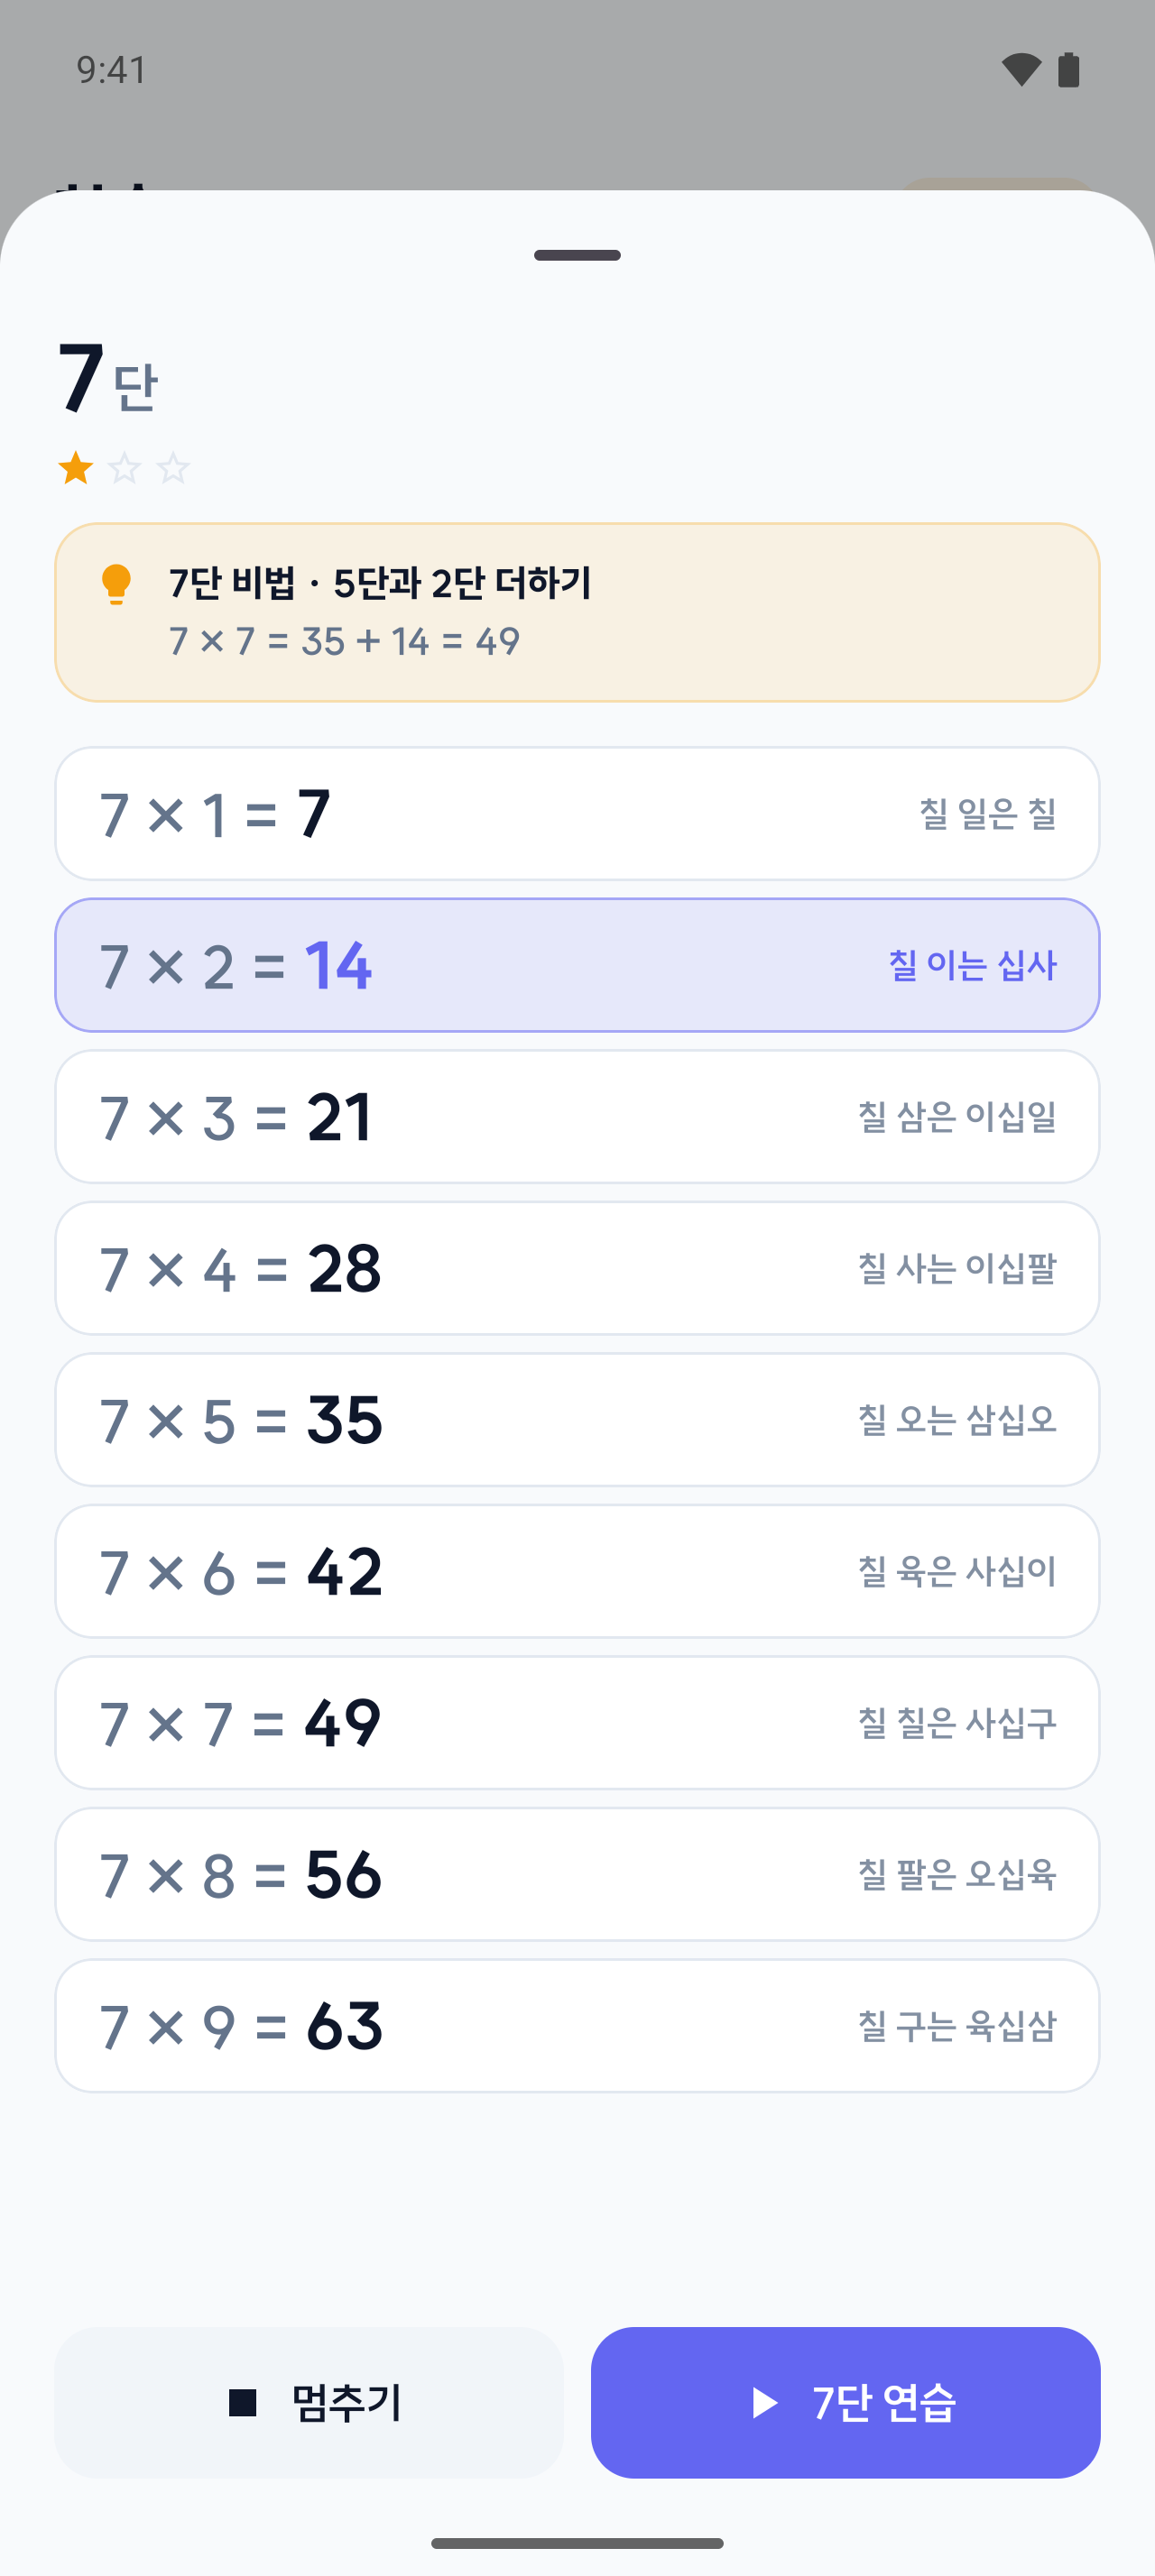 9:41
7단
7단 비법 · 5단과 2단 더하기
7 × 7 = 35 + 14 = 49
7 × 1 = 7 칠 일은 칠
7 × 2 = 14 칠 이는 십사
7 × 3 = 21 칠 삼은 이십일
7 × 4 = 28 칠 사는 이십팔
7 × 5 = 35 칠 오는 삼십오
7 × 6 = 42 칠 육은 사십이
7 × 7 = 49 칠 칠은 사십구
7 × 8 = 56 칠 팔은 오십육
7 × 9 = 63 칠 구는 육십삼
멈추기
7단 연습